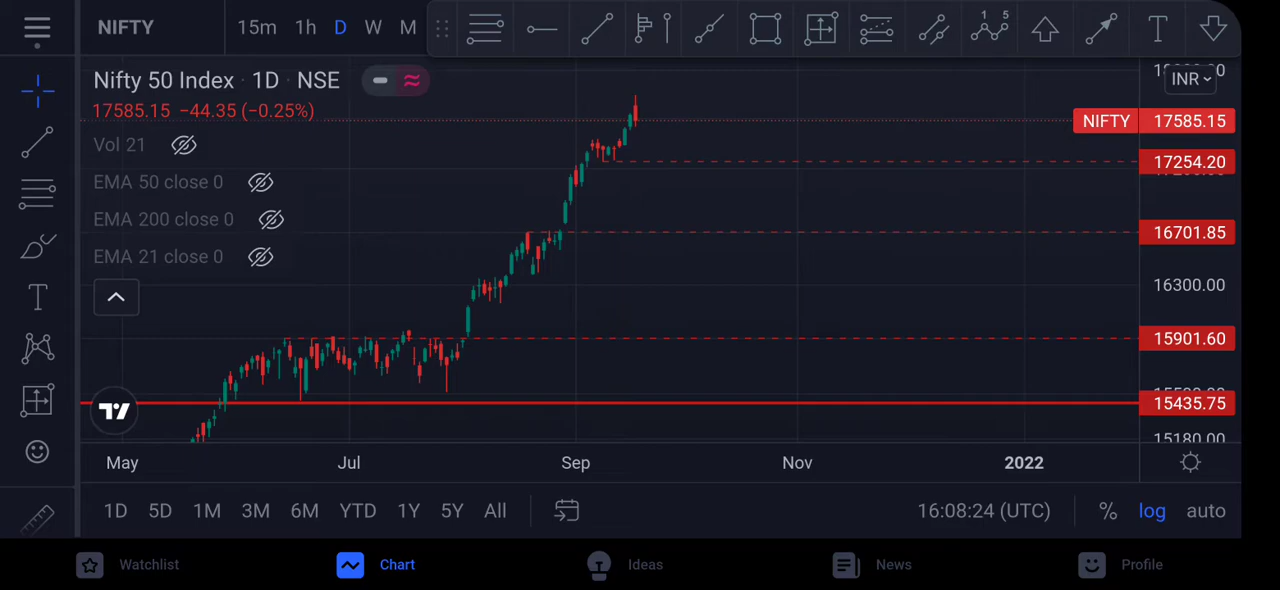 NIFTY 15m 1h D W M 1 5 T
Nifty 50 Index · 1D · NSE
INR
17585.15 −44.35 (−0.25%)
NIFTY 17585.15
Vol 21
17254.20
EMA 50 close 0
EMA 200 close 0
16701.85
EMA 21 close 0
16300.00
15901.60
15435.75
15180.00
May Jul Sep Nov 2022
1D 5D 1M 3M 6M YTD 1Y 5Y All 16:08:24 (UTC) % log auto
Watchlist Chart Ideas News Profile